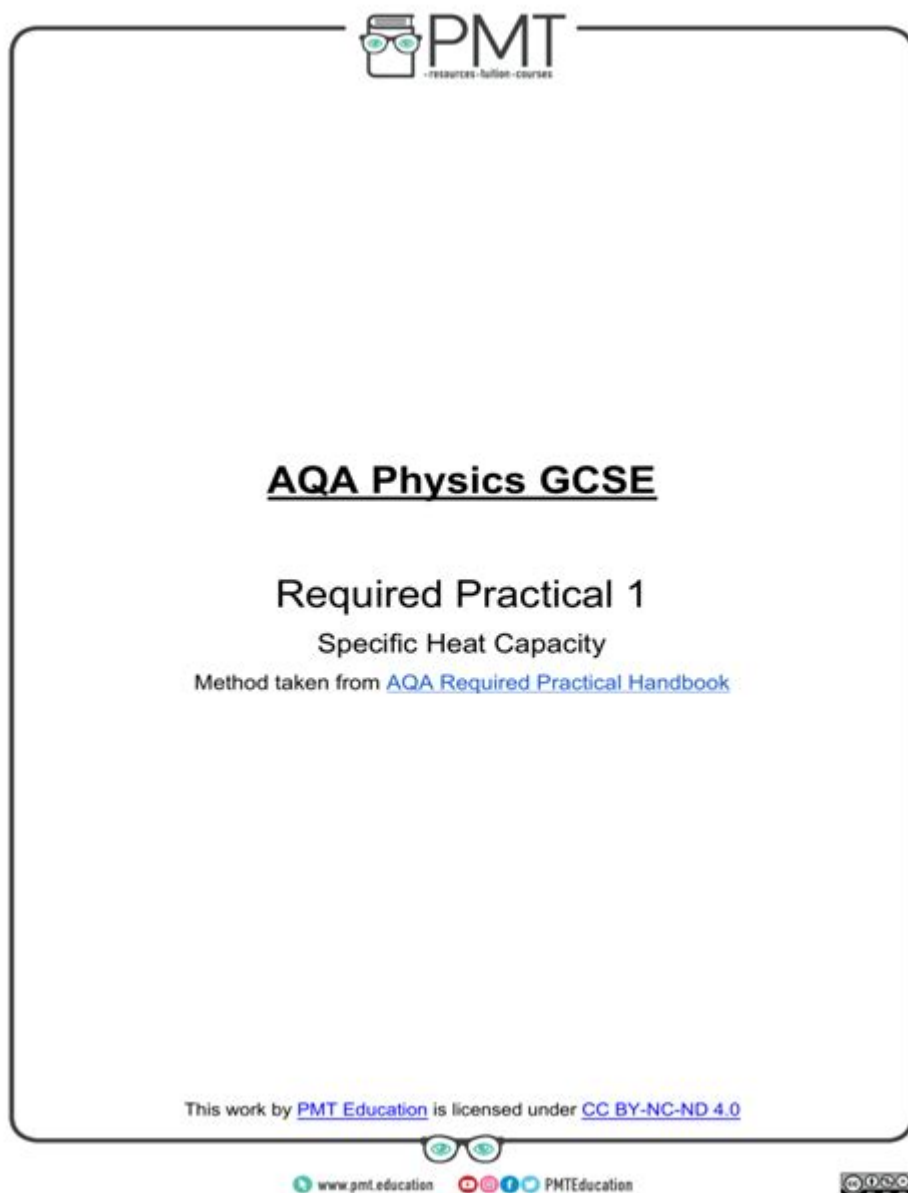 PMT
-resources-tuition-courses
AQA Physics GCSE
Required Practical 1
Specific Heat Capacity
Method taken from AQA Required Practical Handbook
This work by PMT Education is licensed under CC BY-NC-ND 4.0
www.pmt.education PMTEducation